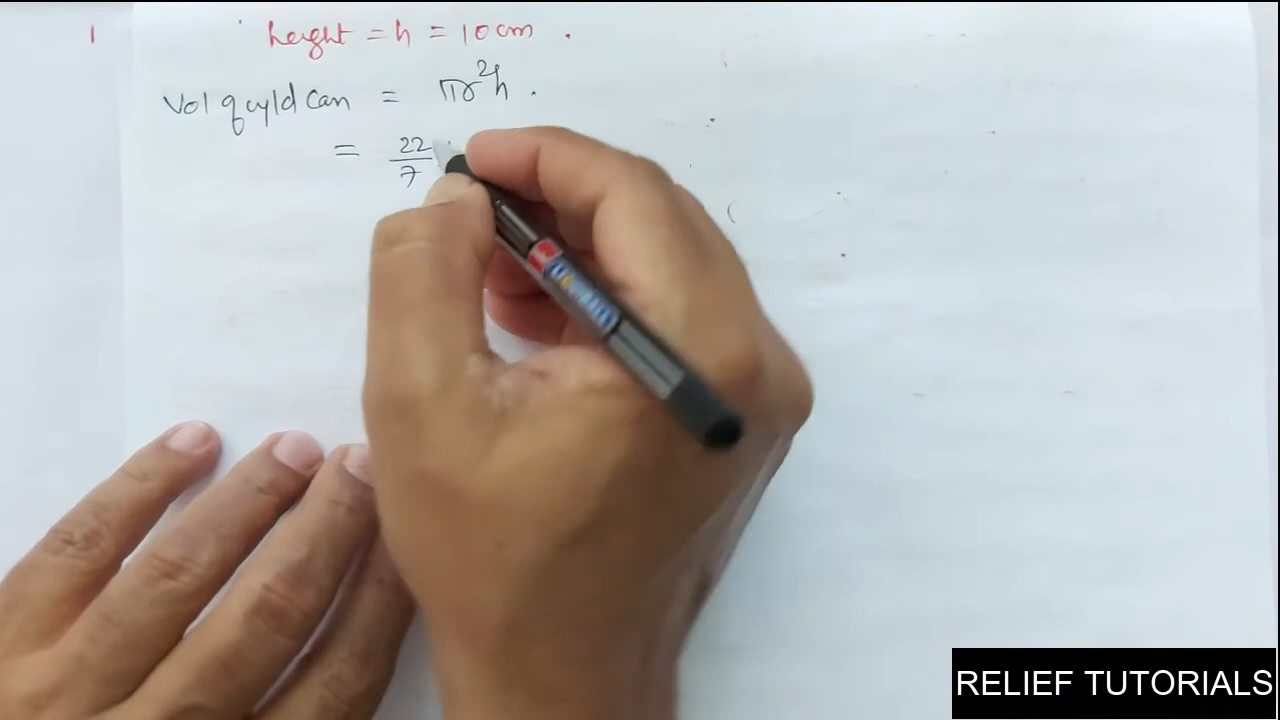 1 height = h = 10 cm .
Vol of cyld can = πr²h .
= 22/7
RELIEF TUTORIALS